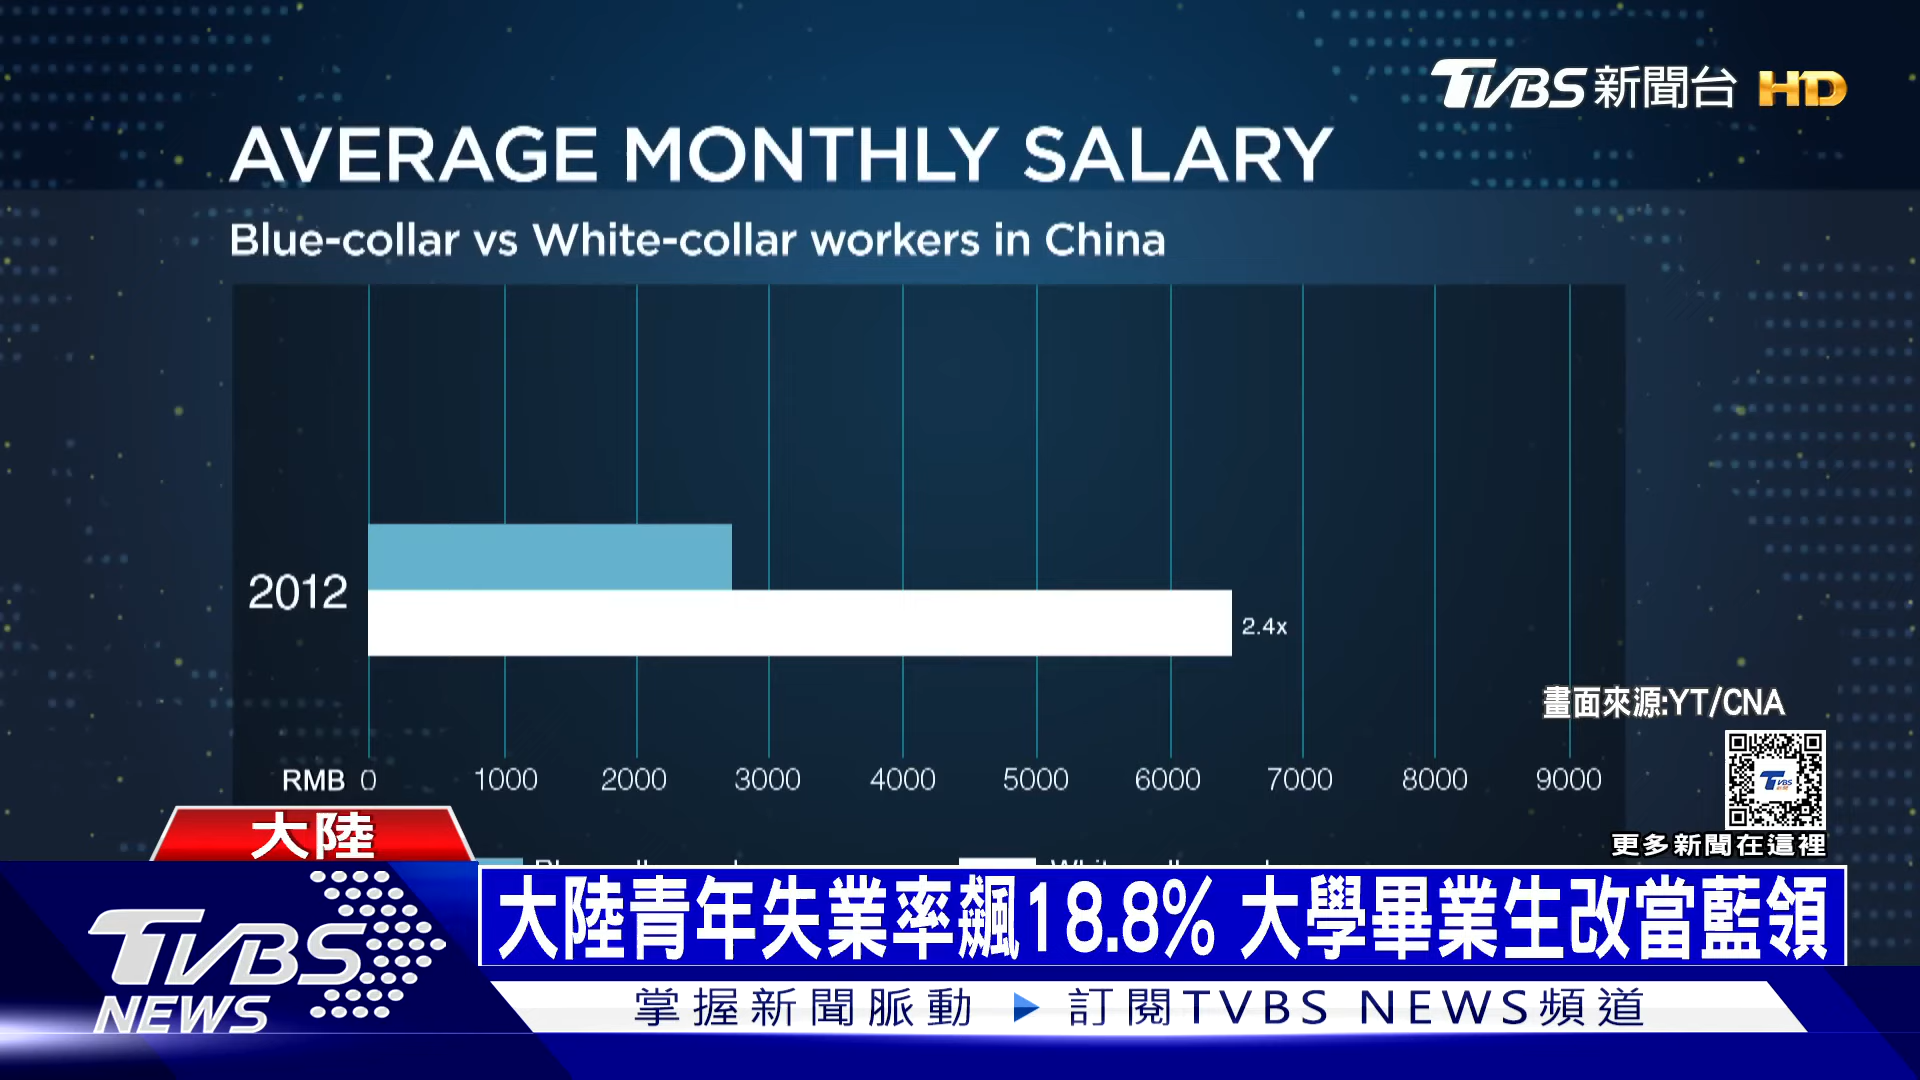 TVBS新聞台 HD
AVERAGE MONTHLY SALARY
Blue-collar vs White-collar workers in China
2012
2.4x
畫面來源:YT/CNA
RMB 0 1000 2000 3000 4000 5000 6000 7000 8000 9000
TVBS
更多新聞在這裡
大陸
大陸青年失業率飆18.8% 大學畢業生改當藍領
TVBS
NEWS
掌握新聞脈動 ▶ 訂閱TVBS NEWS頻道